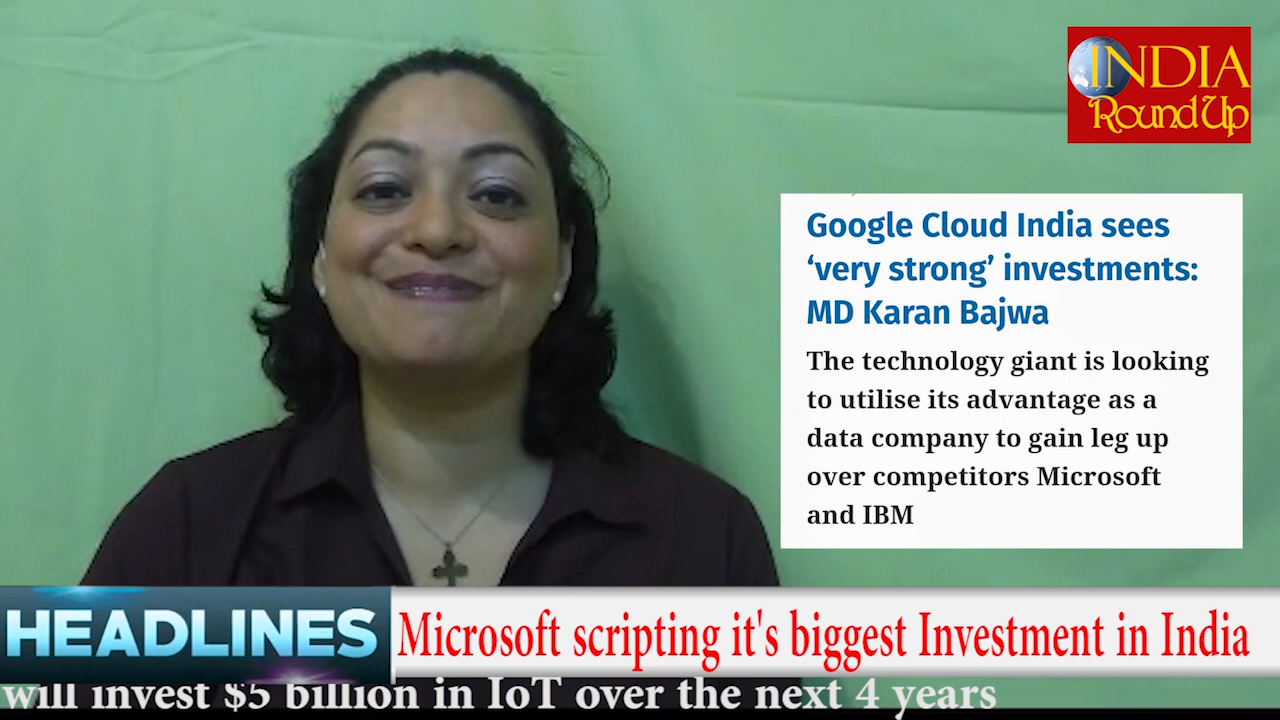 INDIA
Round Up
Google Cloud India sees
‘very strong’ investments:
MD Karan Bajwa
The technology giant is looking
to utilise its advantage as a
data company to gain leg up
over competitors Microsoft
and IBM
HEADLINES
Microsoft scripting it's biggest Investment in India
will invest $5 billion in IoT over the next 4 years